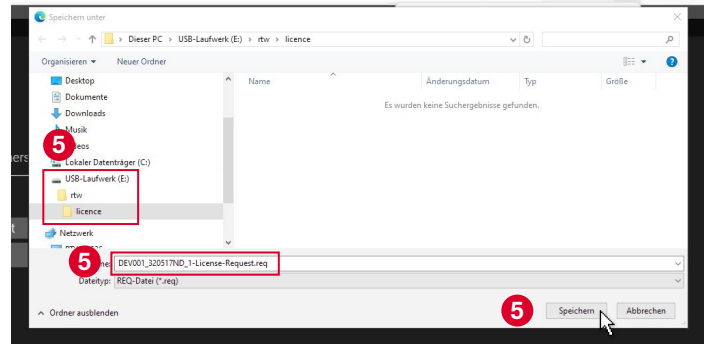 Speichern unter
Dieser PC > USB-Laufwerk (E:) > rtw > licence
Organisieren Neuer Ordner
Name Änderungsdatum Typ Größe
Es wurden keine Suchergebnisse gefunden.
Desktop
Dokumente
Downloads
Musik
5
Lokaler Datenträger (C:)
USB-Laufwerk (E:)
rtw
licence
Netzwerk
5 DEV001_320517ND_1-License-Request.req
Dateityp: REQ-Datei (*.req)
Ordner ausblenden
5 Speichern Abbrechen